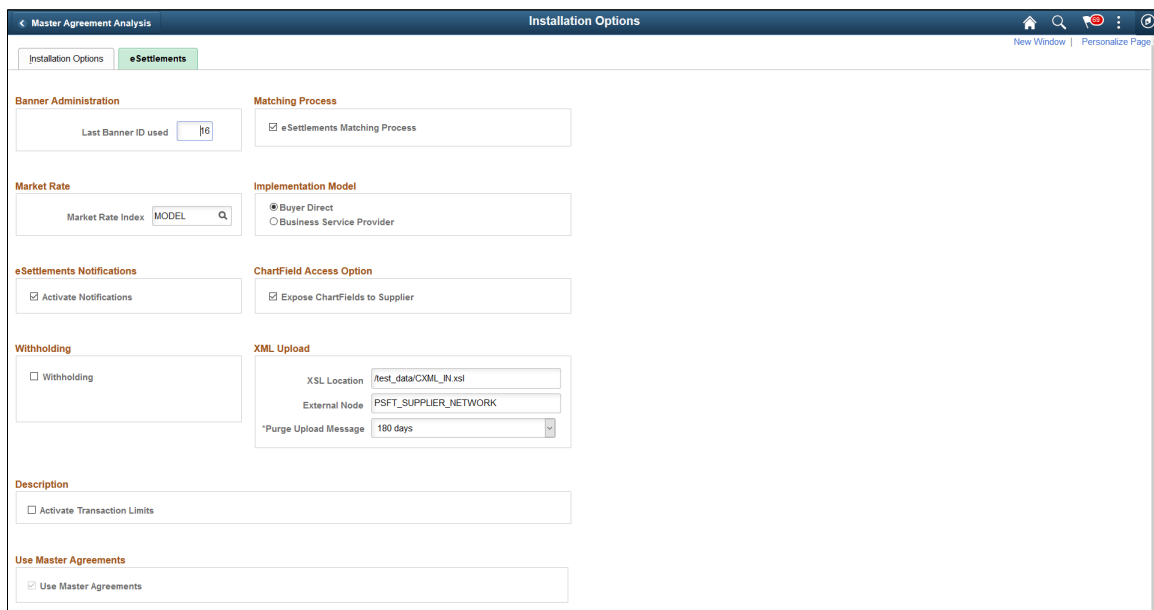 Master Agreement Analysis
Installation Options
69
New Window | Personalize Page
Installation Options
eSettlements
Banner Administration
Last Banner ID used 16
Matching Process
eSettlements Matching Process
Market Rate
Market Rate Index MODEL
Implementation Model
Buyer Direct
Business Service Provider
eSettlements Notifications
Activate Notifications
ChartField Access Option
Expose ChartFields to Supplier
Withholding
Withholding
XML Upload
XSL Location /test_data/CXML_IN.xsl
External Node PSFT_SUPPLIER_NETWORK
*Purge Upload Message 180 days
Description
Activate Transaction Limits
Use Master Agreements
Use Master Agreements